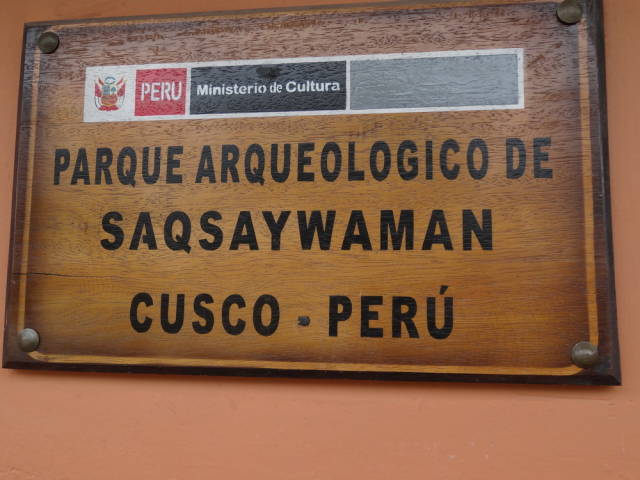 PERU Ministerio de Cultura
PARQUE ARQUEOLOGICO DE
SAQSAYWAMAN
CUSCO - PERÚ